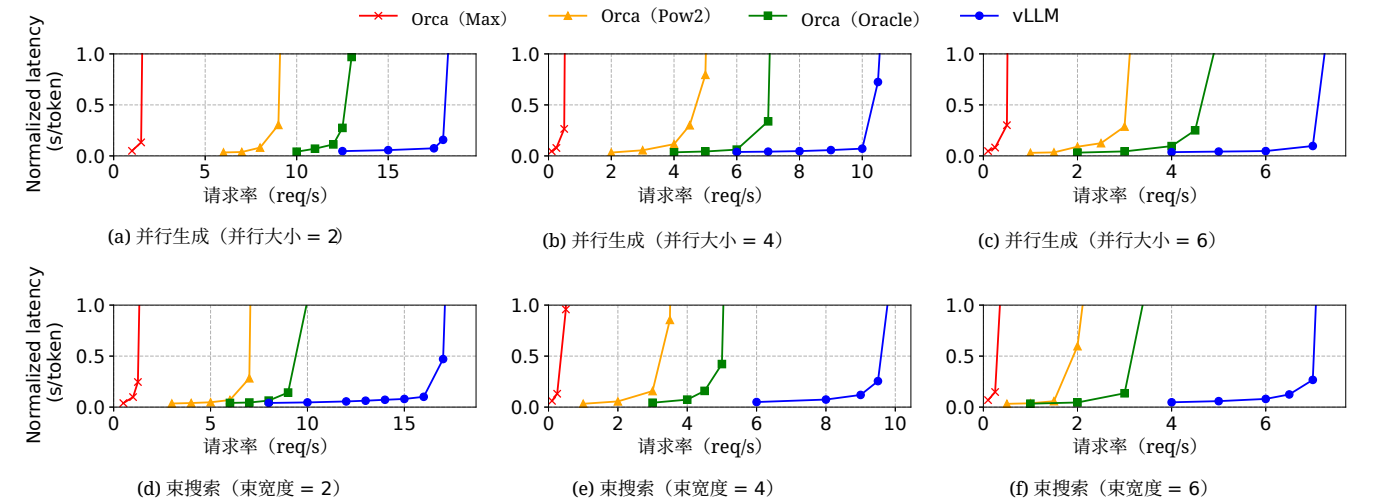 Orca（Max） Orca（Pow2） Orca（Oracle） vLLM
Normalized latency
(s/token)
1.0
0.5
0.0
0 5 10 15
请求率（req/s）
(a) 并行生成（并行大小 = 2）
1.0
0.5
0.0
2 4 6 8 10
请求率（req/s）
(b) 并行生成（并行大小 = 4）
1.0
0.5
0.0
0 2 4 6
请求率（req/s）
(c) 并行生成（并行大小 = 6）
Normalized latency
(s/token)
1.0
0.5
0.0
0 5 10 15
请求率（req/s）
(d) 束搜索（束宽度 = 2）
1.0
0.5
0.0
0 2 4 6 8 10
请求率（req/s）
(e) 束搜索（束宽度 = 4）
1.0
0.5
0.0
0 2 4 6
请求率（req/s）
(f) 束搜索（束宽度 = 6）